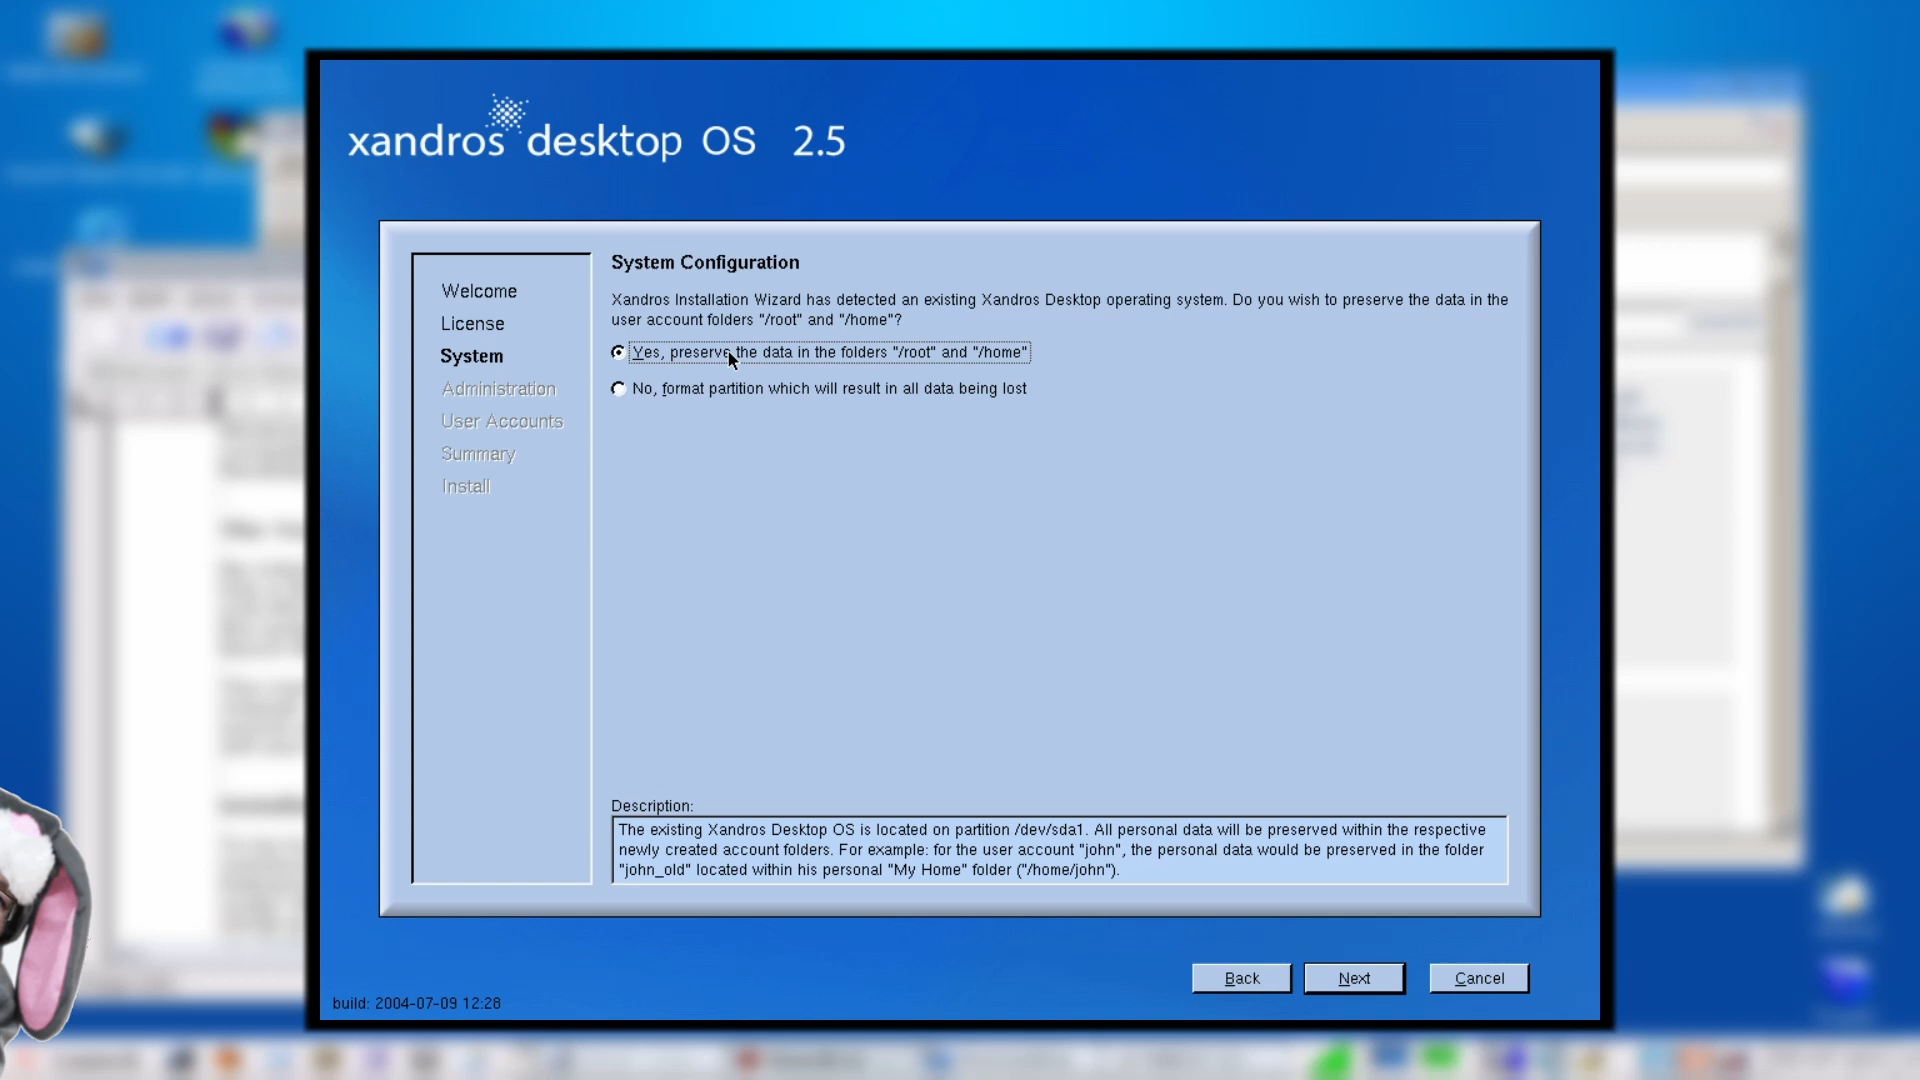 xandros desktop OS 2.5
Welcome
License
System
Administration
User Accounts
Summary
Install
System Configuration
Xandros Installation Wizard has detected an existing Xandros Desktop operating system. Do you wish to preserve the data in the
user account folders "/root" and "/home"?
Yes, preserve the data in the folders "/root" and "/home"
No, format partition which will result in all data being lost
Description:
The existing Xandros Desktop OS is located on partition /dev/sda1. All personal data will be preserved within the respective
newly created account folders. For example: for the user account "john", the personal data would be preserved in the folder
"john_old" located within his personal "My Home" folder ("/home/john").
Back
Next
Cancel
build: 2004-07-09 12:28